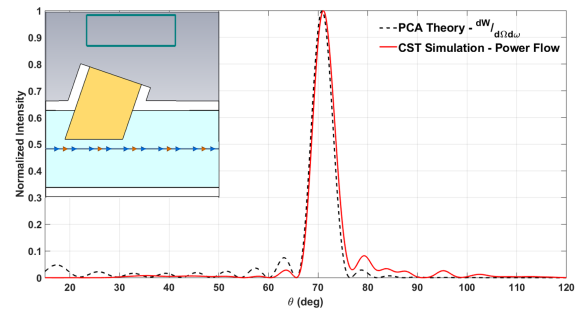 1
0.9
0.8
0.7
0.6
0.5
0.4
0.3
0.2
0.1
0
Normalized Intensity
PCA Theory - dW/dΩdω
CST Simulation - Power Flow
20 30 40 50 60 70 80 90 100 110 120
θ (deg)